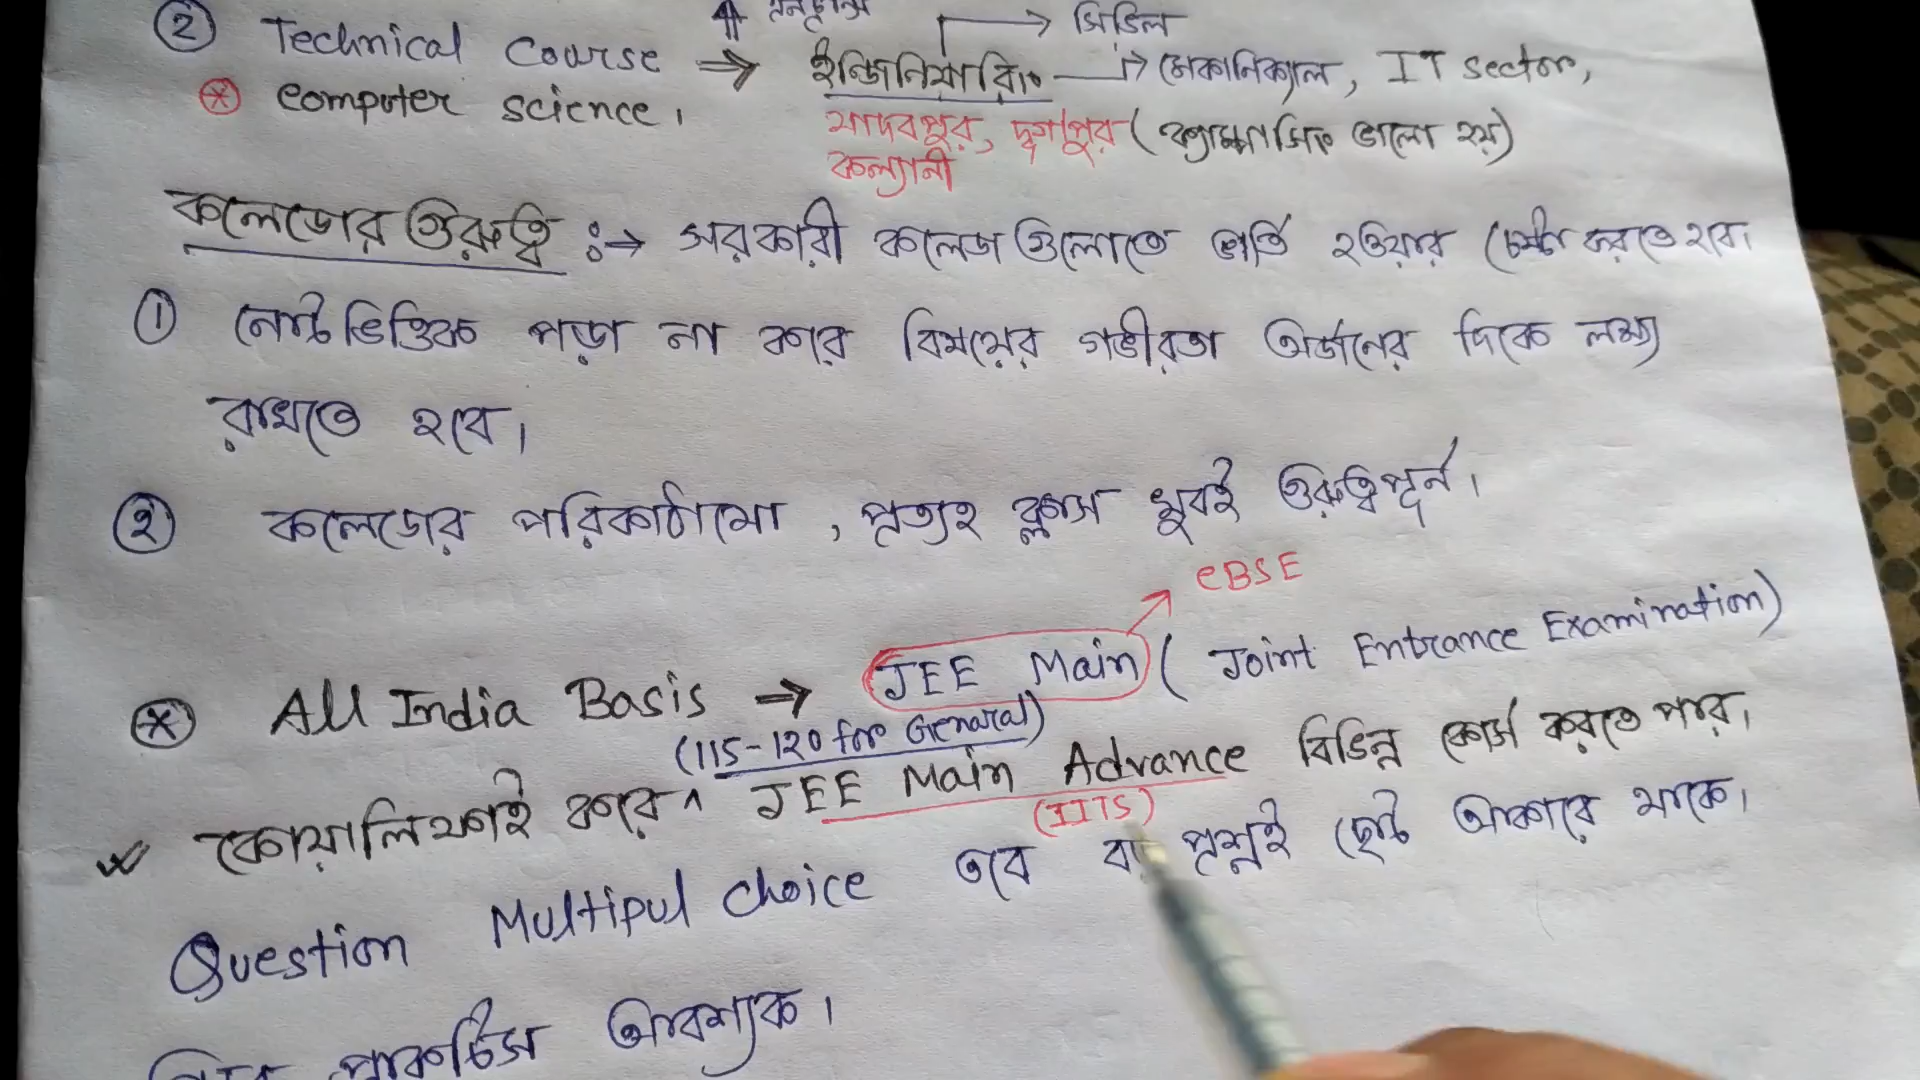 সিভিল
② Technical Course ⇒ ইন্জিনিয়ারিং → মেকানিক্যাল, IT sector,
* Computer science।
যাদবপুর, দুর্গাপুর (ক্যাম্পাসিং ভালো হয়)
কল্যানী
কলেজের গুরুত্ব :→ সরকারী কলেজ গুলোতে ভর্তি হওয়ার চেষ্টা করতে হবে।
① নোট ভিত্তিক পড়া না করে বিষয়ের গভীরতা অর্জনের দিকে লক্ষ্য
রাখতে হবে।
② কলেজের পরিকাঠামো, প্রত্যহ ক্লাস খুবই গুরুত্বপূর্ন।
CBSE
* All India Basis → JEE Main ( Joint Entrance Examination)
(115-120 for General)
কোয়ালিফাই করে ^ JEE Main Advance বিভিন্ন কোর্স করতে পারে।
(IITS)
Question Multipul choice তবে প্রশ্নই ছোট আকারে থাকে।
প্রাকটিস আবশ্যক।